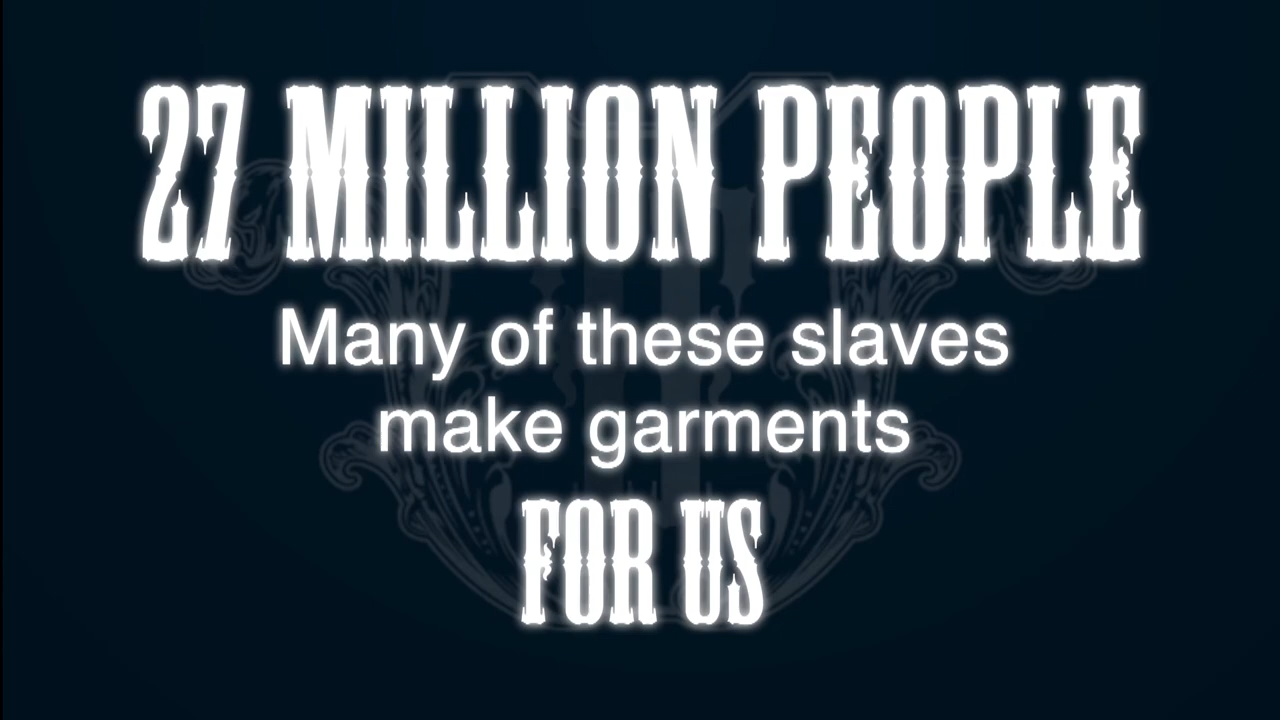 27 MILLION PEOPLE
Many of these slaves
make garments
FOR US